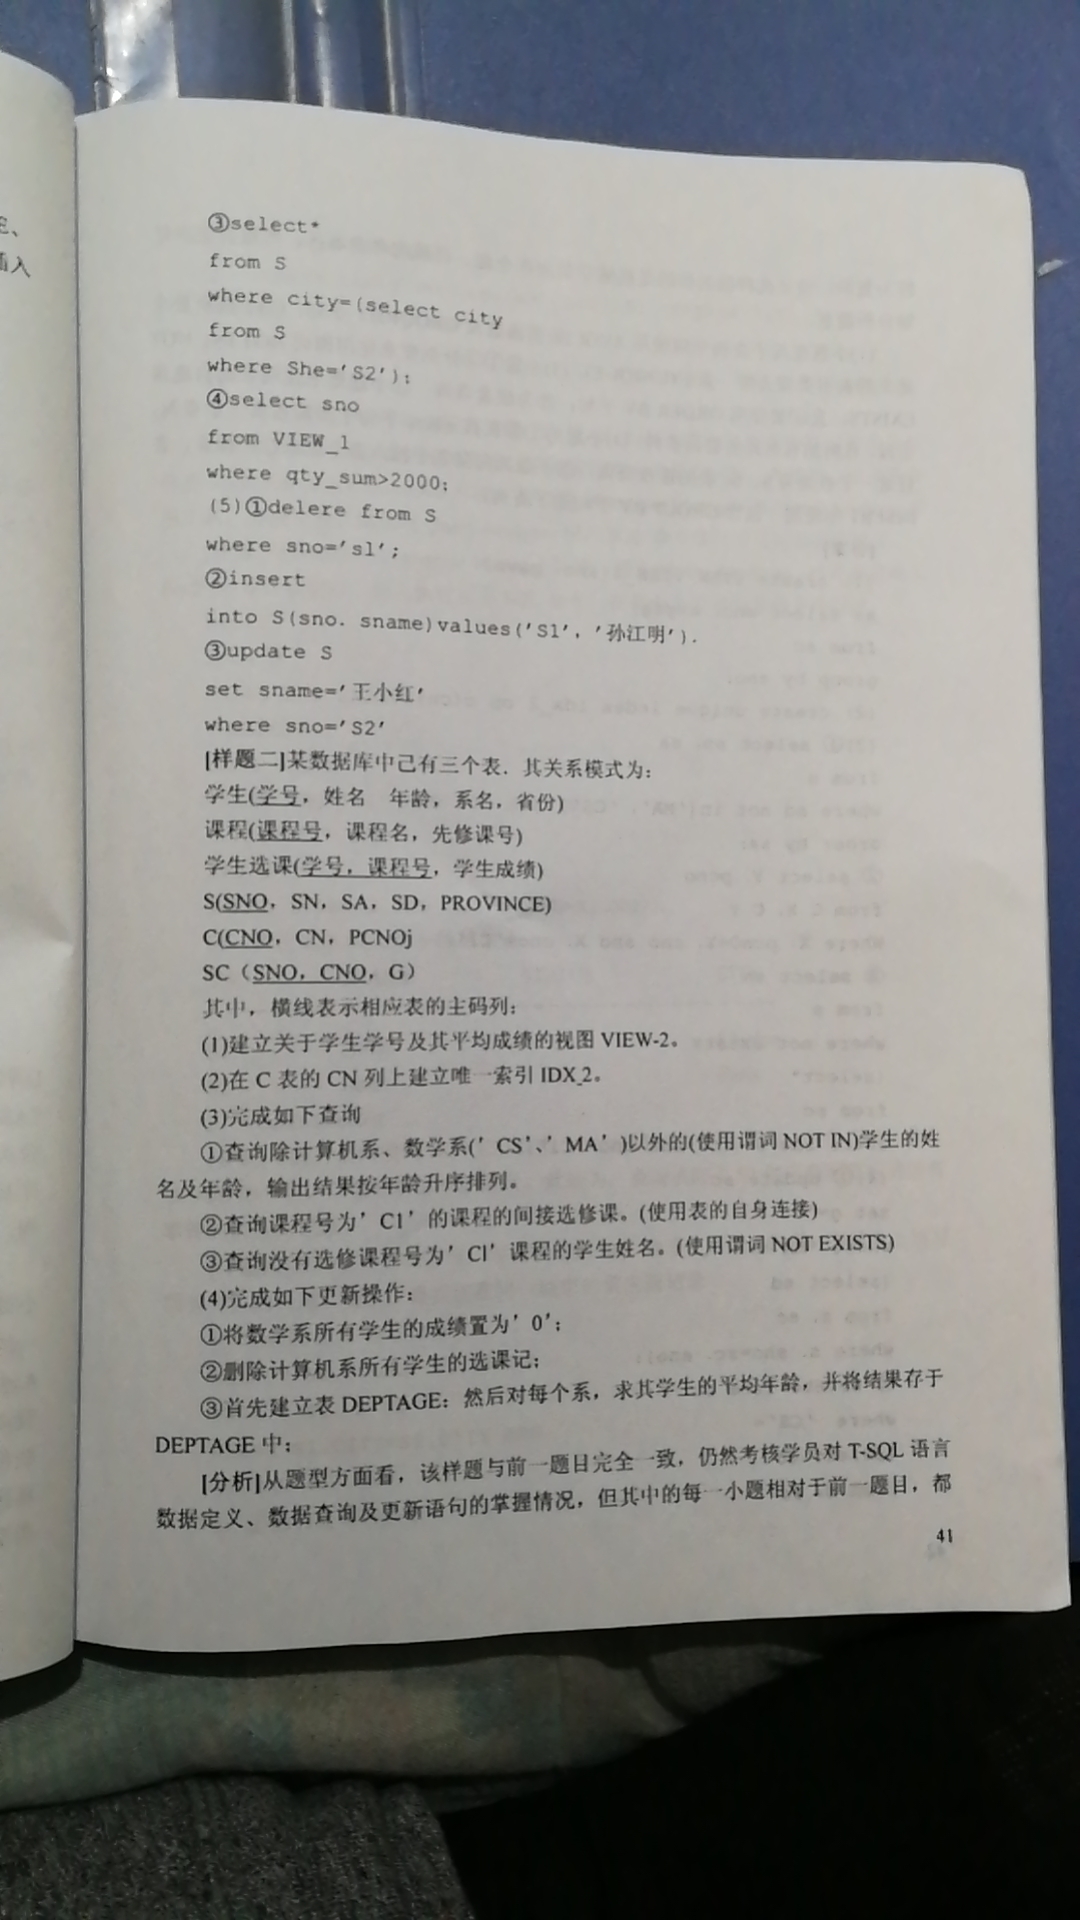 E、
插入
③select*
from S
where city=(select city
from S
where She='S2');
④select sno
from VIEW_1
where qty_sum>2000;
(5)①delere from S
where sno='s1';
②insert
into S(sno. sname)values('S1', '孙江明').
③update S
set sname='王小红'
where sno='S2'
[样题二]某数据库中己有三个表．其关系模式为：
学生(学号，姓名　年龄，系名，省份)
课程(课程号，课程名，先修课号)
学生选课(学号，课程号，学生成绩)
S(SNO，SN，SA，SD，PROVINCE)
C(CNO，CN，PCNOj
SC（SNO，CNO，G）
其中，横线表示相应表的主码列：
(1)建立关于学生学号及其平均成绩的视图 VIEW-2。
(2)在 C 表的 CN 列上建立唯一索引 IDX_2。
(3)完成如下查询
①查询除计算机系、数学系(’CS’、’MA’)以外的(使用谓词 NOT IN)学生的姓
名及年龄，输出结果按年龄升序排列。
②查询课程号为’C1’的课程的间接选修课。(使用表的自身连接)
③查询没有选修课程号为’Cl’课程的学生姓名。(使用谓词 NOT EXISTS)
(4)完成如下更新操作：
①将数学系所有学生的成绩置为’0’；
②删除计算机系所有学生的选课记；
③首先建立表 DEPTAGE：然后对每个系，求其学生的平均年龄，并将结果存于
DEPTAGE 中：
[分析]从题型方面看，该样题与前一题目完全一致，仍然考核学员对 T-SQL 语言
数据定义、数据查询及更新语句的掌握情况，但其中的每一小题相对于前一题目，都
41